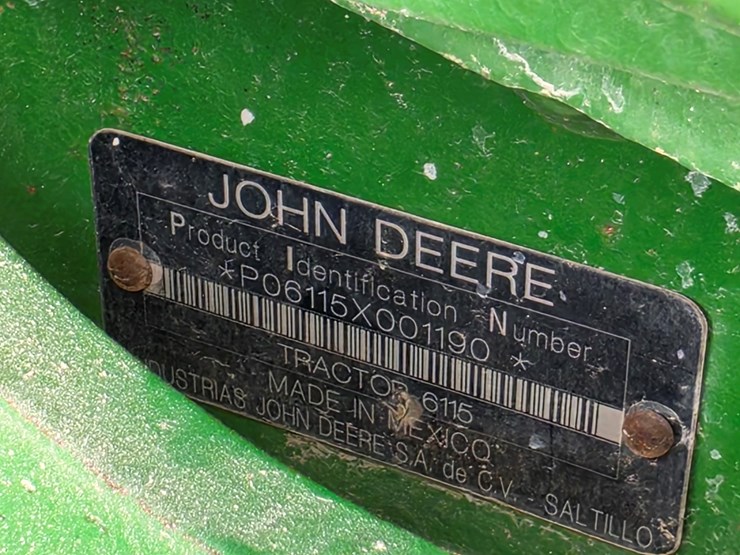 JOHN DEERE
Product Identification Number
*P06115X001190*
TRACTOR 6115
MADE IN MEXICO
INDUSTRIAS JOHN DEERE S.A. de C.V. - SALTILLO